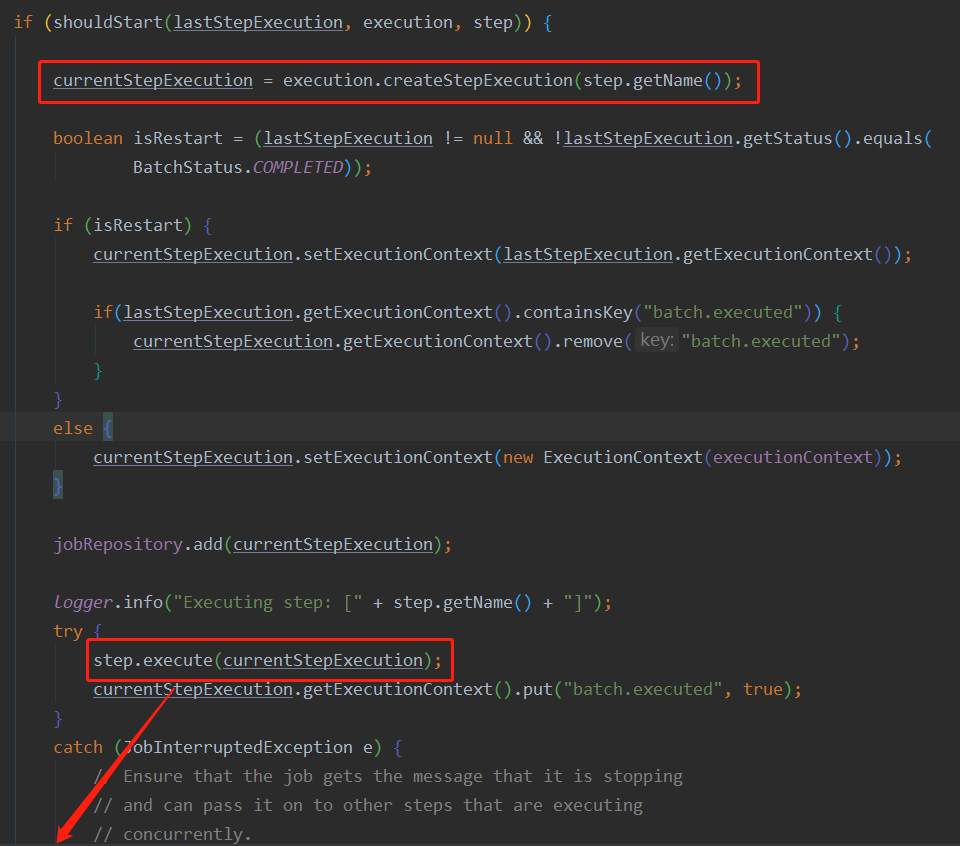 if (shouldStart(lastStepExecution, execution, step)) {
currentStepExecution = execution.createStepExecution(step.getName());
boolean isRestart = (lastStepExecution != null && !lastStepExecution.getStatus().equals(
BatchStatus.COMPLETED));
if (isRestart) {
currentStepExecution.setExecutionContext(lastStepExecution.getExecutionContext());
if(lastStepExecution.getExecutionContext().containsKey("batch.executed")) {
currentStepExecution.getExecutionContext().remove( key: "batch.executed");
}
}
else {
currentStepExecution.setExecutionContext(new ExecutionContext(executionContext));
}
jobRepository.add(currentStepExecution);
logger.info("Executing step: [" + step.getName() + "]");
try {
step.execute(currentStepExecution);
currentStepExecution.getExecutionContext().put("batch.executed", true);
}
catch (JobInterruptedException e) {
// Ensure that the job gets the message that it is stopping
// and can pass it on to other steps that are executing
// concurrently.